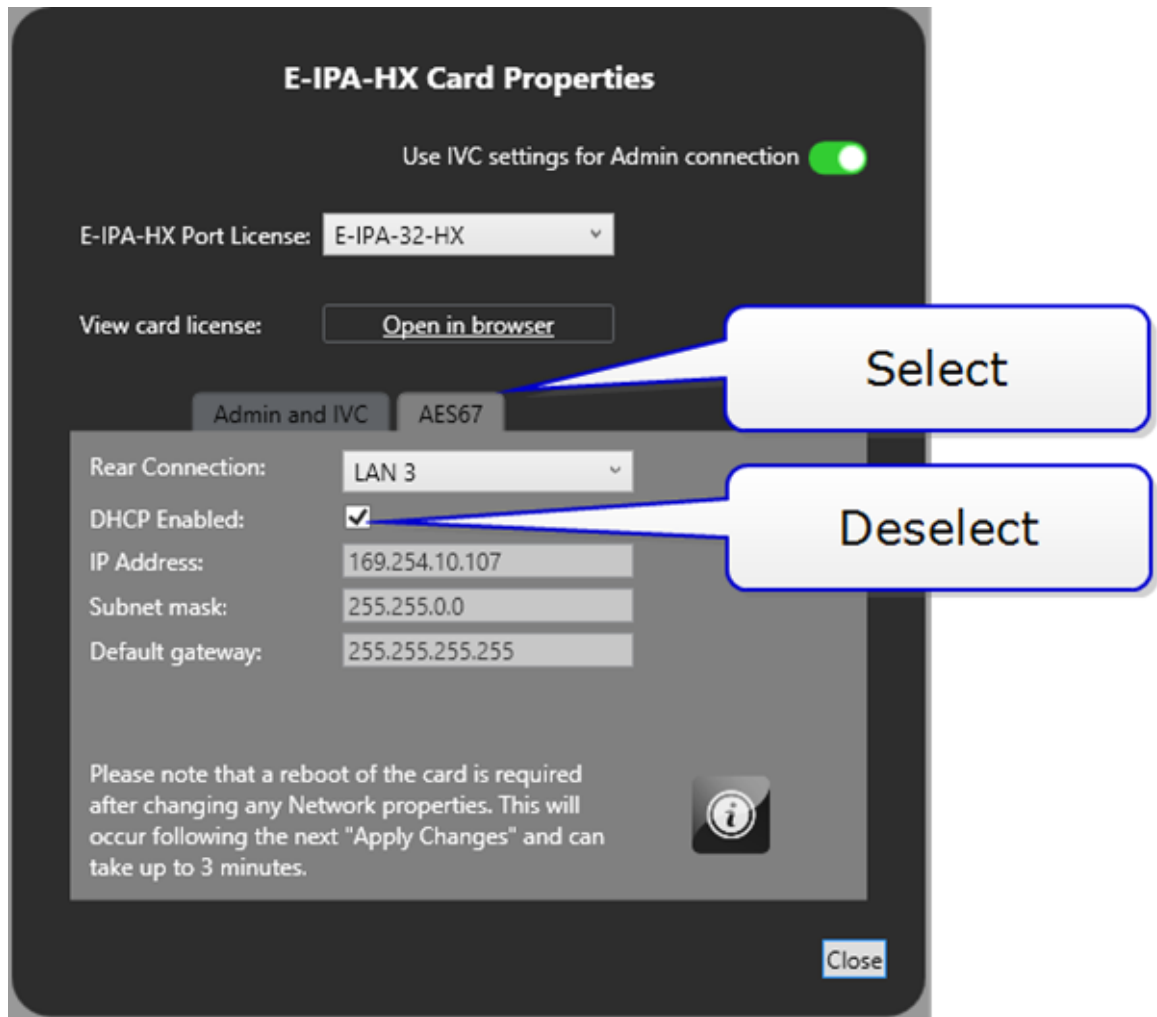 E-IPA-HX Card Properties
Use IVC settings for Admin connection
E-IPA-HX Port License: E-IPA-32-HX
View card license: Open in browser
Select
Admin and IVC AES67
Rear Connection: LAN 3
DHCP Enabled:
Deselect
IP Address: 169.254.10.107
Subnet mask: 255.255.0.0
Default gateway: 255.255.255.255
Please note that a reboot of the card is required
after changing any Network properties. This will
occur following the next "Apply Changes" and can
take up to 3 minutes.
i
Close